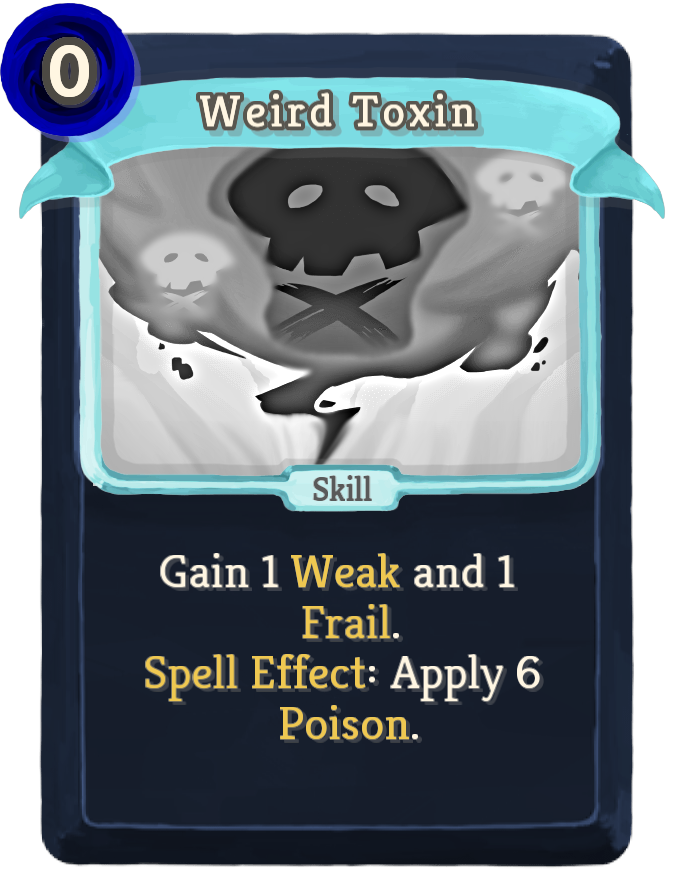 0
Weird Toxin
Skill
Gain 1 Weak and 1
Frail.
Spell Effect: Apply 6
Poison.